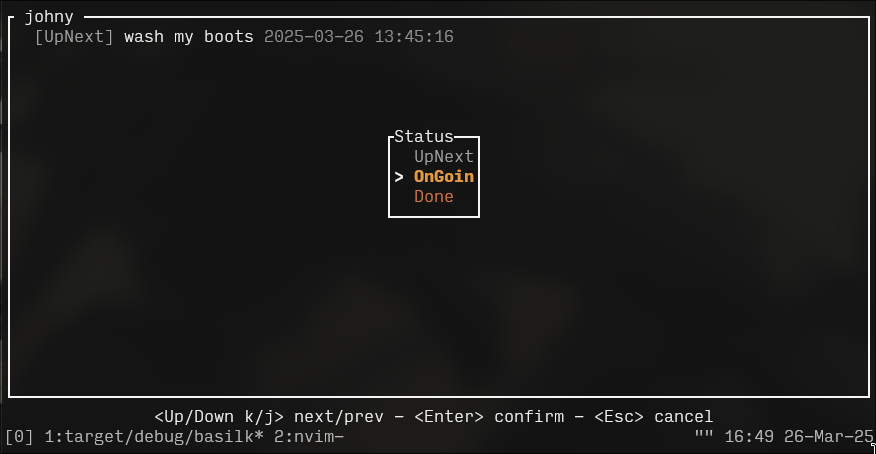 johny
[UpNext] wash my boots 2025-03-26 13:45:16
Status
UpNext
> OnGoin
Done
<Up/Down k/j> next/prev - <Enter> confirm - <Esc> cancel
[0] 1:target/debug/basilk* 2:nvim- "" 16:49 26-Mar-25